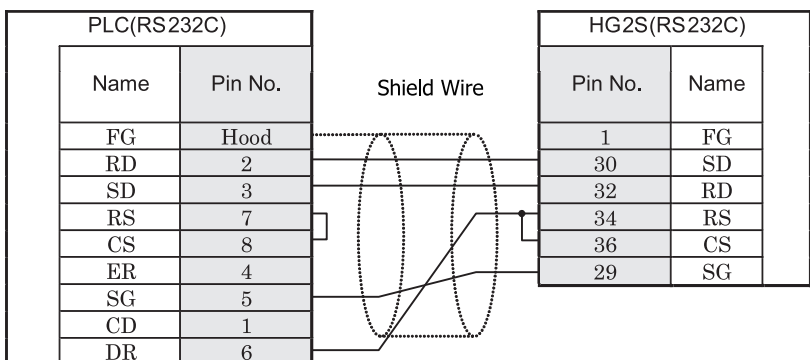 PLC(RS232C)
HG2S(RS232C)
Name Pin No. Shield Wire Pin No. Name
FG Hood 1 FG
RD 2 30 SD
SD 3 32 RD
RS 7 34 RS
CS 8 36 CS
ER 4 29 SG
SG 5
CD 1
DR 6